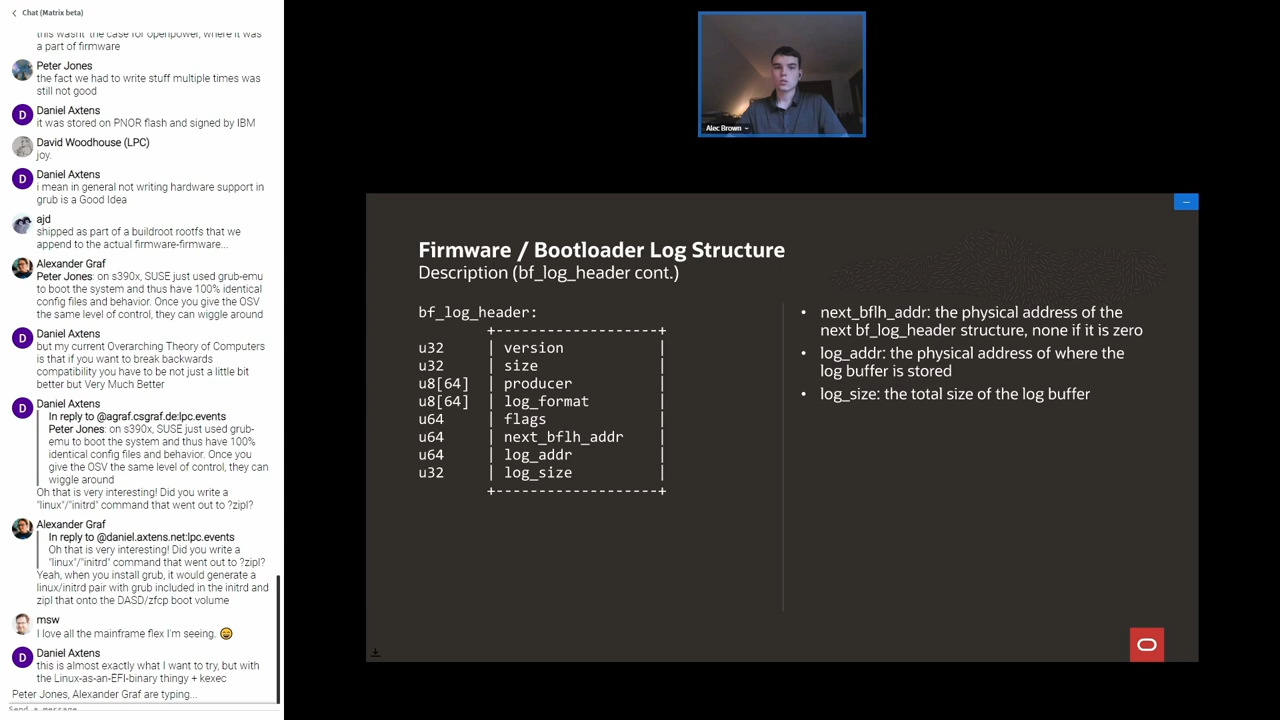 Chat (Matrix beta)
this wasnt' the case for openpower, where it was
a part of firmware
Peter Jones
the fact we had to write stuff multiple times was
still not good
D
Daniel Axtens
it was stored on PNOR flash and signed by IBM
David Woodhouse (LPC)
joy.
D
Daniel Axtens
i mean in general not writing hardware support in
grub is a Good Idea
ajd
shipped as part of a buildroot rootfs that we
append to the actual firmware-firmware...
Alexander Graf
Peter Jones: on s390x, SUSE just used grub-emu
to boot the system and thus have 100% identical
config files and behavior. Once you give the OSV
the same level of control, they can wiggle around
D
Daniel Axtens
but my current Overarching Theory of Computers
is that if you want to break backwards
compatibility you have to be not just a little bit
better but Very Much Better
D
Daniel Axtens
In reply to @agraf.csgraf.de:lpc.events
Peter Jones: on s390x, SUSE just used grub-
emu to boot the system and thus have 100%
identical config files and behavior. Once you
give the OSV the same level of control, they can
wiggle around
Oh that is very interesting! Did you write a
"linux"/"initrd" command that went out to ?zipl?
Alexander Graf
In reply to @daniel.axtens.net:lpc.events
Oh that is very interesting! Did you write a
"linux"/"initrd" command that went out to ?zipl?
Yeah, when you install grub, it would generate a
linux/initrd pair with grub included in the initrd and
zipl that onto the DASD/zfcp boot volume
msw
I love all the mainframe flex I'm seeing. 😄
D
Daniel Axtens
this is almost exactly what I want to try, but with
the Linux-as-an-EFI-binary thingy + kexec
Peter Jones, Alexander Graf are typing...
Send a message
Alec Brown
Firmware / Bootloader Log Structure
Description (bf_log_header cont.)
bf_log_header:
+-------------------+
u32 | version |
u32 | size |
u8[64] | producer |
u8[64] | log_format |
u64 | flags |
u64 | next_bflh_addr |
u64 | log_addr |
u32 | log_size |
+-------------------+
• next_bflh_addr: the physical address of the
next bf_log_header structure, none if it is zero
• log_addr: the physical address of where the
log buffer is stored
• log_size: the total size of the log buffer